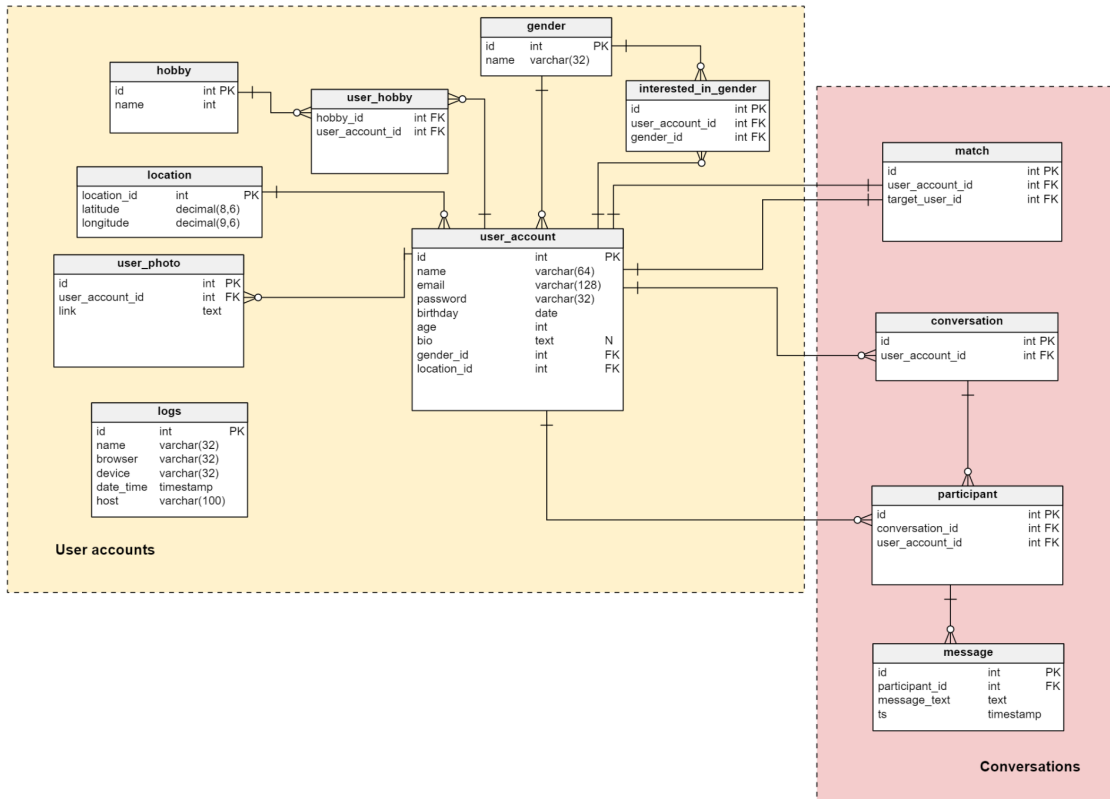 gender
id int PK
name varchar(32)
hobby
id int PK
name int
user_hobby
hobby_id int FK
user_account_id int FK
interested_in_gender
id int PK
user_account_id int FK
gender_id int FK
location
location_id int PK
latitude decimal(8,6)
longitude decimal(9,6)
user_photo
id int PK
user_account_id int FK
link text
user_account
id int PK
name varchar(64)
email varchar(128)
password varchar(32)
birthday date
age int
bio text N
gender_id int FK
location_id int FK
logs
id int PK
name varchar(32)
browser varchar(32)
device varchar(32)
date_time timestamp
host varchar(100)
User accounts
match
id int PK
user_account_id int FK
target_user_id int FK
conversation
id int PK
user_account_id int FK
participant
id int PK
conversation_id int FK
user_account_id int FK
message
id int PK
participant_id int FK
message_text text
ts timestamp
Conversations